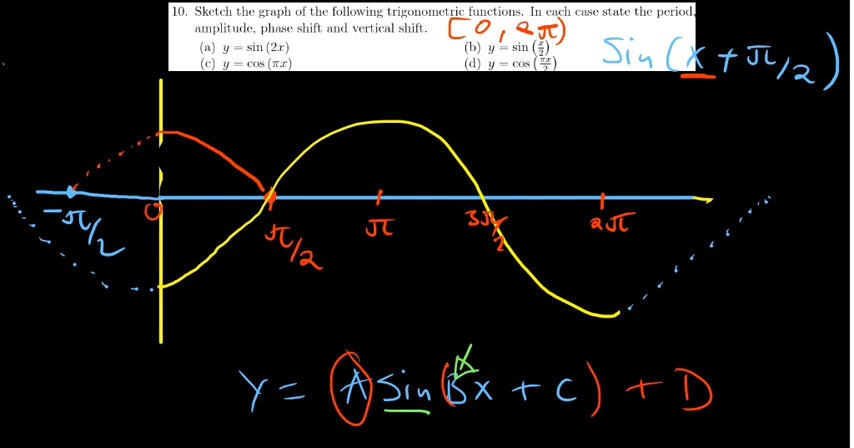 10. Sketch the graph of the following trigonometric functions. In each case state the period,
amplitude, phase shift and vertical shift.
[0, 2π)
(a) y = sin (2x)
(b) y = sin (x/2)
(c) y = cos (πx)
(d) y = cos (πx/2)
Sin (x + π/2)
-π/2
0
π/2
π
3π/2
2π
Y = A Sin (Bx + C) + D